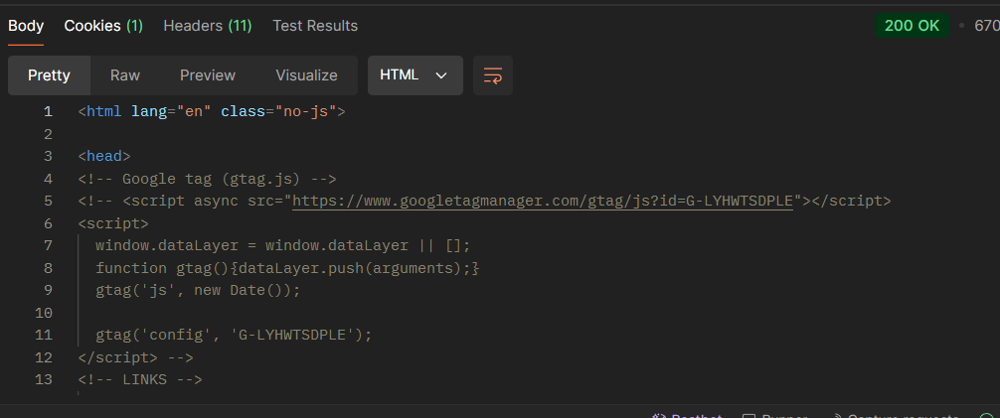 Body Cookies (1) Headers (11) Test Results 200 OK • 670
Pretty Raw Preview Visualize HTML
1 <html lang="en" class="no-js">
2
3 <head>
4 <!-- Google tag (gtag.js) -->
5 <!-- <script async src="https://www.googletagmanager.com/gtag/js?id=G-LYHWTSDPLE"></script>
6 <script>
7 window.dataLayer = window.dataLayer || [];
8 function gtag(){dataLayer.push(arguments);}
9 gtag('js', new Date());
10
11 gtag('config', 'G-LYHWTSDPLE');
12 </script> -->
13 <!-- LINKS -->
Postbot Runner Capture requests